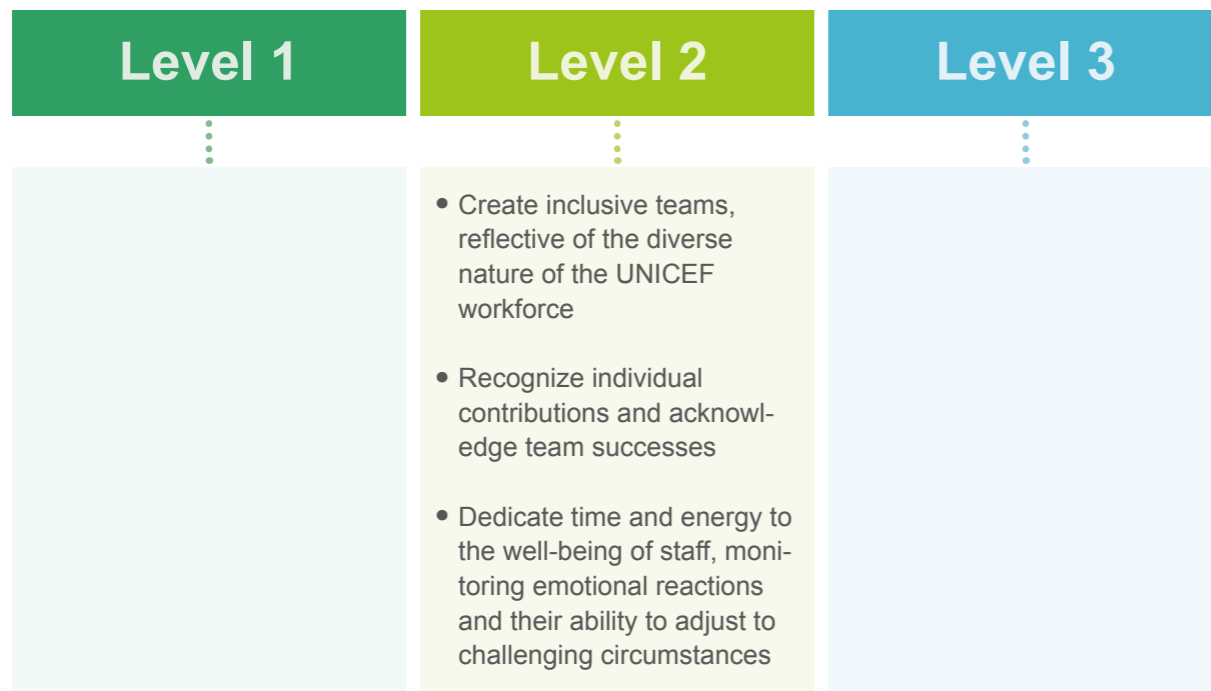 Level 1
Level 2
Level 3
• Create inclusive teams,
reflective of the diverse
nature of the UNICEF
workforce
• Recognize individual
contributions and acknowl-
edge team successes
• Dedicate time and energy to
the well-being of staff, moni-
toring emotional reactions
and their ability to adjust to
challenging circumstances